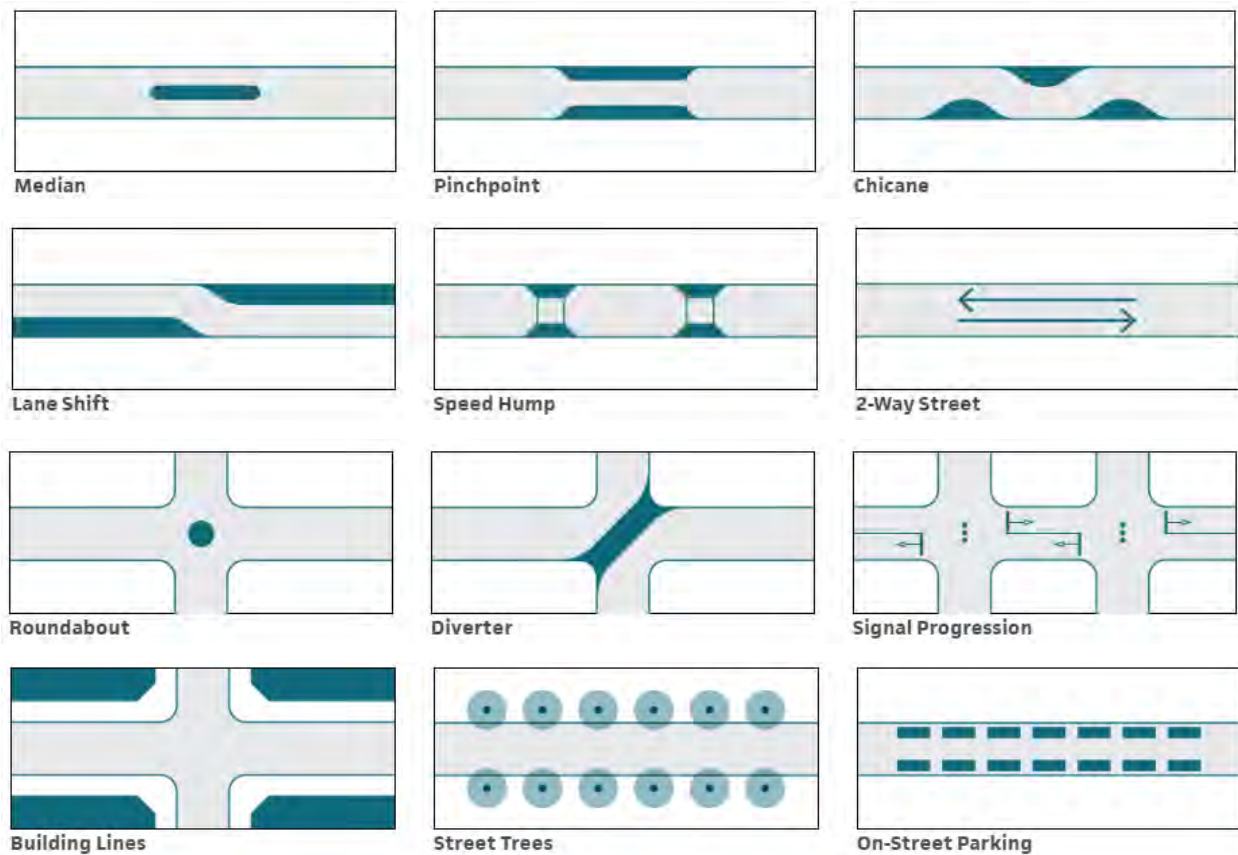 Median
Pinchpoint
Chicane
Lane Shift
Speed Hump
2-Way Street
Roundabout
Diverter
Signal Progression
Building Lines
Street Trees
On-Street Parking